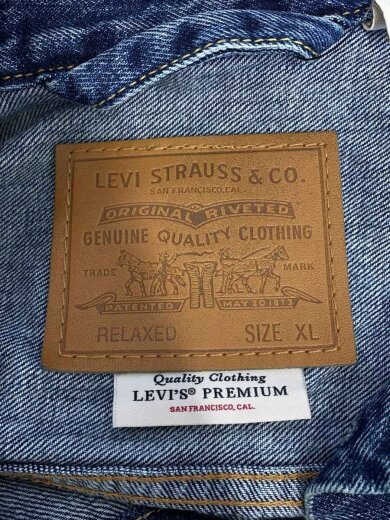 LEVI STRAUSS & CO.
SAN FRANCISCO, CAL.
ORIGINAL RIVETED
GENUINE QUALITY CLOTHING
TRADE MARK
PATENTED MAY 20 1873
RELAXED SIZE XL
Quality Clothing
LEVI'S® PREMIUM
SAN FRANCISCO, CAL.